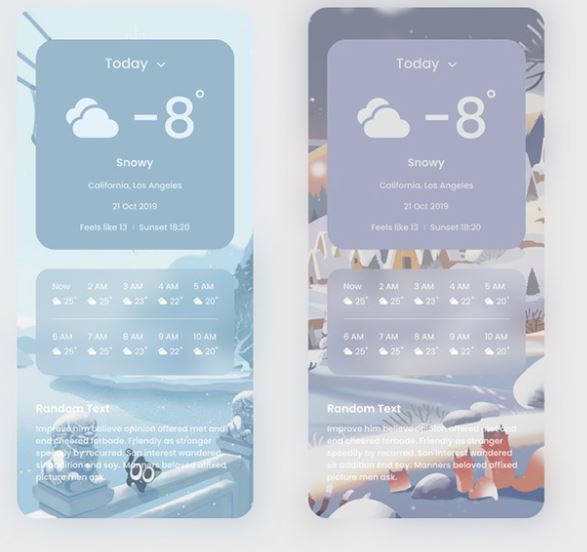 Today
-8°
Snowy
California, Los Angeles
21 Oct 2019
Feels like 13 | Sunset 18:20
Now 2 AM 3 AM 4 AM 5 AM
25° 25° 23° 22° 20°
6 AM 7 AM 8 AM 9 AM 10 AM
25° 25° 23° 22° 20°
Random Text
Improve him believe opinion offered met and
end cheered forbade. Friendly as stronger
speedily by recurred. Son interest wandered
sir addition end say. Manners beloved affixed
picture men ask.
Today
-8°
Snowy
California, Los Angeles
21 Oct 2019
Feels like 13 | Sunset 18:20
Now 2 AM 3 AM 4 AM 5 AM
25° 25° 23° 22° 20°
6 AM 7 AM 8 AM 9 AM 10 AM
25° 25° 23° 22° 20°
Random Text
Improve him believe opinion offered met and
end cheered forbade. Friendly as stronger
speedily by recurred. Son interest wandered
sir addition end say. Manners beloved affixed
picture men ask.